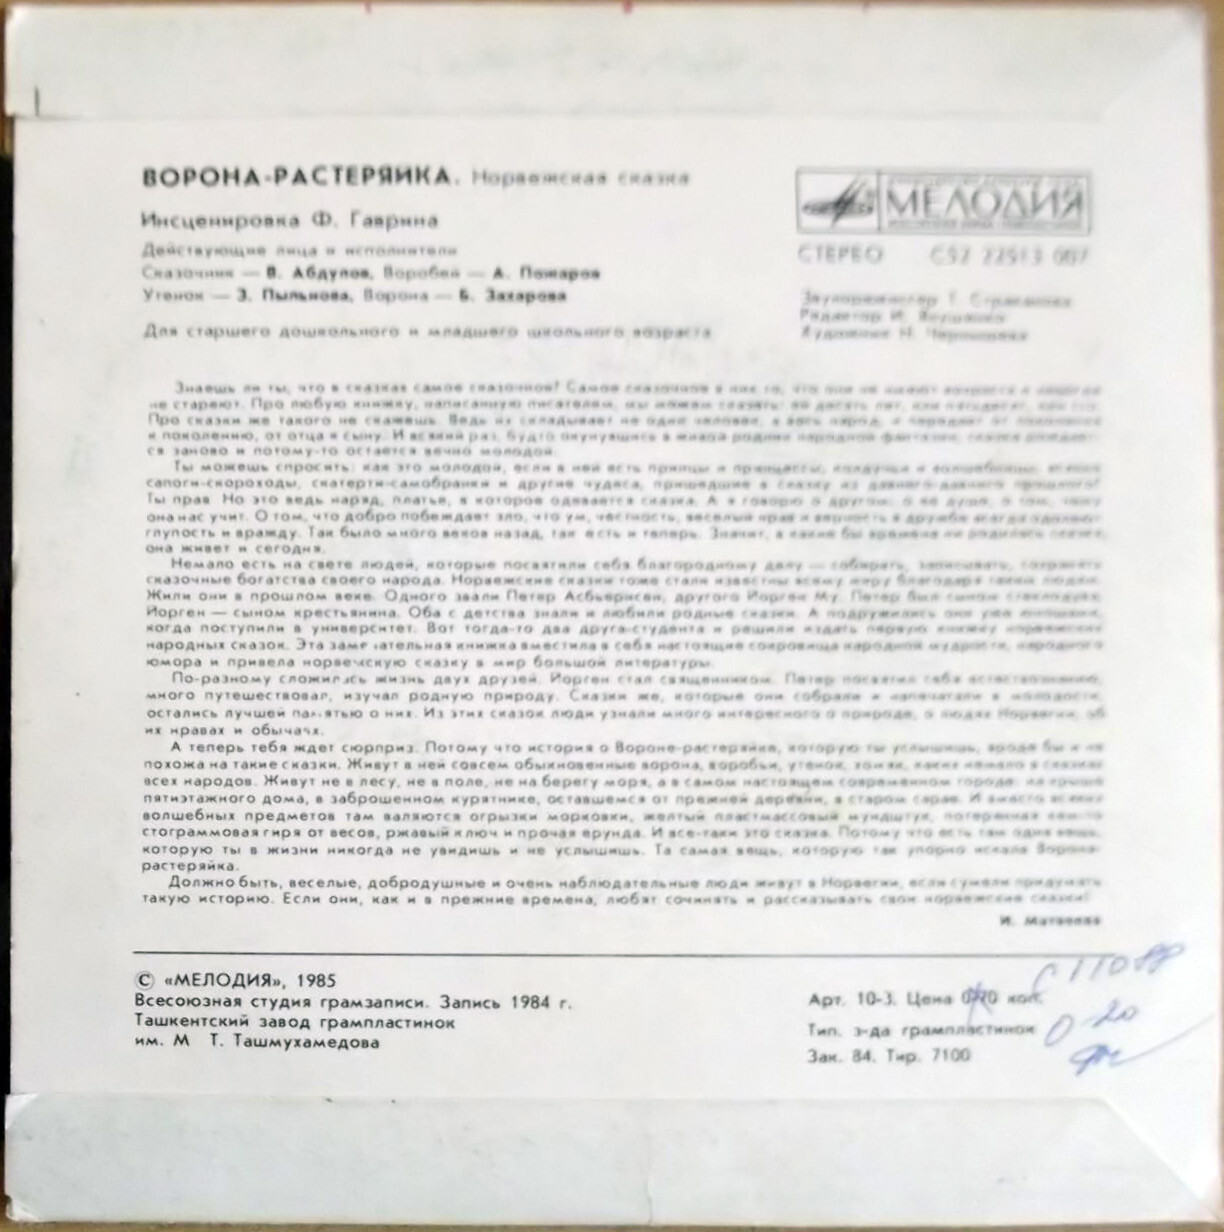 ВОРОНА-РАСТЕРЯЙКА. Норвежская сказка
Инсценировка Ф. Гаврина
Действующие лица и исполнители
Сказочник — В. Абдулов, Воробей — А. Пожаров
Утенок — З. Пыльнова, Ворона — Б. Захарова
Для старшего дошкольного и младшего школьного возраста
МЕЛОДИЯ
СТЕРЕО С52 22513 007
Звукорежиссер Т.
Редактор И. Якушенко
Художник Н.
Знаешь ли ты, что в сказках самое сказочное? Самое сказочное в них то, что они не имеют возраста и никогда
не стареют. Про любую книжку, написанную писателем, мы можем сказать: ей десять лет, или пятьдесят, или сто.
Про сказки же такого не скажешь. Ведь их складывает не один человек, а весь народ, и передает от поколения
к поколению, от отца к сыну. И всякий раз, будто окунувшись в живой родник народной фантазии, сказка рождает-
ся заново и потому-то остается вечно молодой.
Ты можешь спросить: как это молодой, если в ней есть принцы и принцессы, колдуньи и волшебницы, всякие
сапоги-скороходы, скатерти-самобранки и другие чудеса, пришедшие в сказку из давнего-давнего прошлого?
Ты прав. Но это ведь наряд, платье, в которое одевается сказка. А я говорю о другом: о ее душе, о том, чему
она нас учит. О том, что добро побеждает зло, что ум, честность, веселый нрав и верность в дружбе всегда одолеют
глупость и вражду. Так было много веков назад, так есть и теперь. Значит, в какие бы времена ни родилась сказка,
она живет и сегодня.
Немало есть на свете людей, которые посвятили себя благородному делу — собирать, записывать, сохранять
сказочные богатства своего народа. Норвежские сказки тоже стали известны всему миру благодаря таким людям.
Жили они в прошлом веке. Одного звали Петер Асбьернсен, другого Йорген Му. Петер был сыном стекольщика,
Йорген — сыном крестьянина. Оба с детства знали и любили родные сказки. А подружились они уже юношами,
когда поступили в университет. Вот тогда-то два друга-студента и решили издать первую книжку норвежских
народных сказок. Эта замечательная книжка вместила в себя настоящие сокровища народной мудрости, народного
юмора и привела норвежскую сказку в мир большой литературы.
По-разному сложилась жизнь двух друзей. Йорген стал священником. Петер посвятил себя естествознанию,
много путешествовал, изучал родную природу. Сказки же, которые они собрали и напечатали в молодости,
остались лучшей памятью о них. Из этих сказок люди узнали много интересного о природе, о людях Норвегии, об
их нравах и обычаях.
А теперь тебя ждет сюрприз. Потому что история о Вороне-растеряйке, которую ты услышишь, вроде бы и не
похожа на такие сказки. Живут в ней совсем обыкновенные ворона, воробьи, утенок, хомяк, каких немало в сказках
всех народов. Живут не в лесу, не в поле, не на берегу моря, а в самом настоящем современном городе: на крыше
пятиэтажного дома, в заброшенном курятнике, оставшемся от прежней деревни, в старом сарае. И вместо всяких
волшебных предметов там валяются огрызки морковки, желтый пластмассовый мундштук, потерянная кем-то
стограммовая гиря от весов, ржавый ключ и прочая ерунда. И все-таки это сказка. Потому что есть там одна вещь,
которую ты в жизни никогда не увидишь и не услышишь. Та самая вещь, которую так упорно искала Ворона-
растеряйка.
Должно быть, веселые, добродушные и очень наблюдательные люди живут в Норвегии, если сумели придумать
такую историю. Если они, как и в прежние времена, любят сочинять и рассказывать свои норвежские сказки!
И. Матвеева
© «МЕЛОДИЯ», 1985
Всесоюзная студия грамзаписи. Запись 1984 г.
Ташкентский завод грампластинок
им. М Т. Ташмухамедова
Арт. 10-3. Цена коп.
Тип. з-да грампластинок
Зак. 84. Тир. 7100
0-20